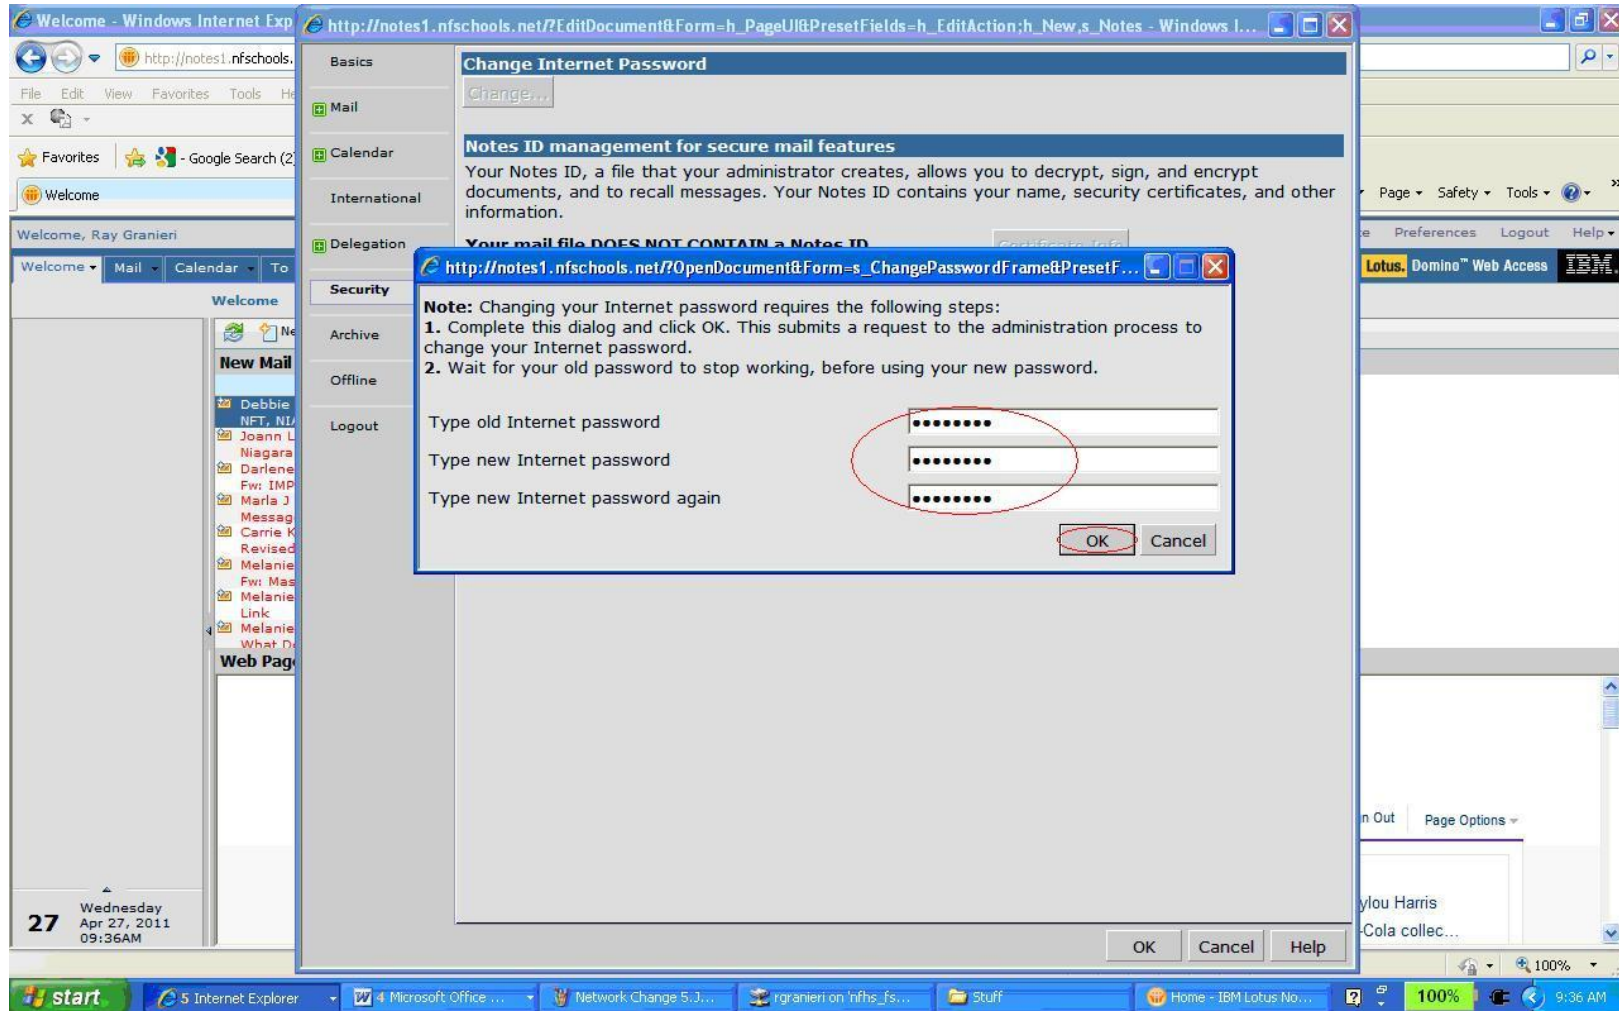 Welcome - Windows Internet Exp
http://notes1.nfschools.net/?EditDocument&Form=h_PageUI&PresetFields=h_EditAction;h_New,s_Notes - Windows I...
http://notes1.nfschools.
File Edit View Favorites Tools He
X
Favorites - Google Search (2)
Welcome
Page Safety Tools
Welcome, Ray Granieri
Preferences Logout Help
Welcome Mail Calendar To
Lotus. Domino™ Web Access IBM.
Welcome
Ne
New Mail
Debbie
NFT, NIA
Joann L
Niagara
Darlene
Fw: IMP
Marla J
Messag
Carrie K
Revised
Melanie
Fw: Mas
Melanie
Link
Melanie
What D
Web Pag
27
Wednesday
Apr 27, 2011
09:36AM
Basics
Mail
Calendar
International
Delegation
Security
Archive
Offline
Logout
Change Internet Password
Change...
Notes ID management for secure mail features
Your Notes ID, a file that your administrator creates, allows you to decrypt, sign, and encrypt
documents, and to recall messages. Your Notes ID contains your name, security certificates, and other
information.
Your mail file DOES NOT CONTAIN a Notes ID
Certificate Info
http://notes1.nfschools.net/?OpenDocument&Form=s_ChangePasswordFrame&PresetF...
Note: Changing your Internet password requires the following steps:
1. Complete this dialog and click OK. This submits a request to the administration process to
change your Internet password.
2. Wait for your old password to stop working, before using your new password.
Type old Internet password ••••••••
Type new Internet password ••••••••
Type new Internet password again ••••••••
OK Cancel
OK Cancel Help
n Out Page Options
ylou Harris
-Cola collec...
100%
start
5 Internet Explorer
4 Microsoft Office ...
Network Change 5.J...
rgranieri on 'nfhs_fs...
Stuff
Home - IBM Lotus No...
100%
9:36 AM